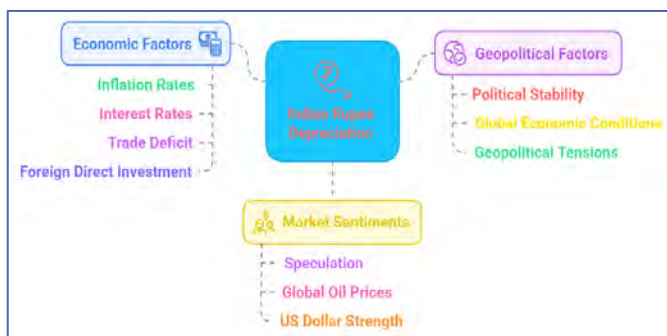 Economic Factors
Inflation Rates
Interest Rates
Trade Deficit
Foreign Direct Investment
₹
Indian Rupee
Depreciation
Geopolitical Factors
Political Stability
Global Economic Conditions
Geopolitical Tensions
Market Sentiments
Speculation
Global Oil Prices
US Dollar Strength